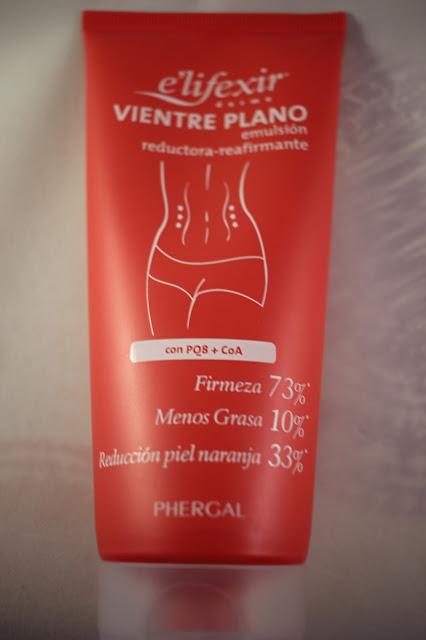 e'lifexir
dermo
VIENTRE PLANO
emulsión
reductora-reafirmante
con PQ8 + CoA
Firmeza 73%*
Menos Grasa 10%*
Reducción piel naranja 33%*
PHERGAL